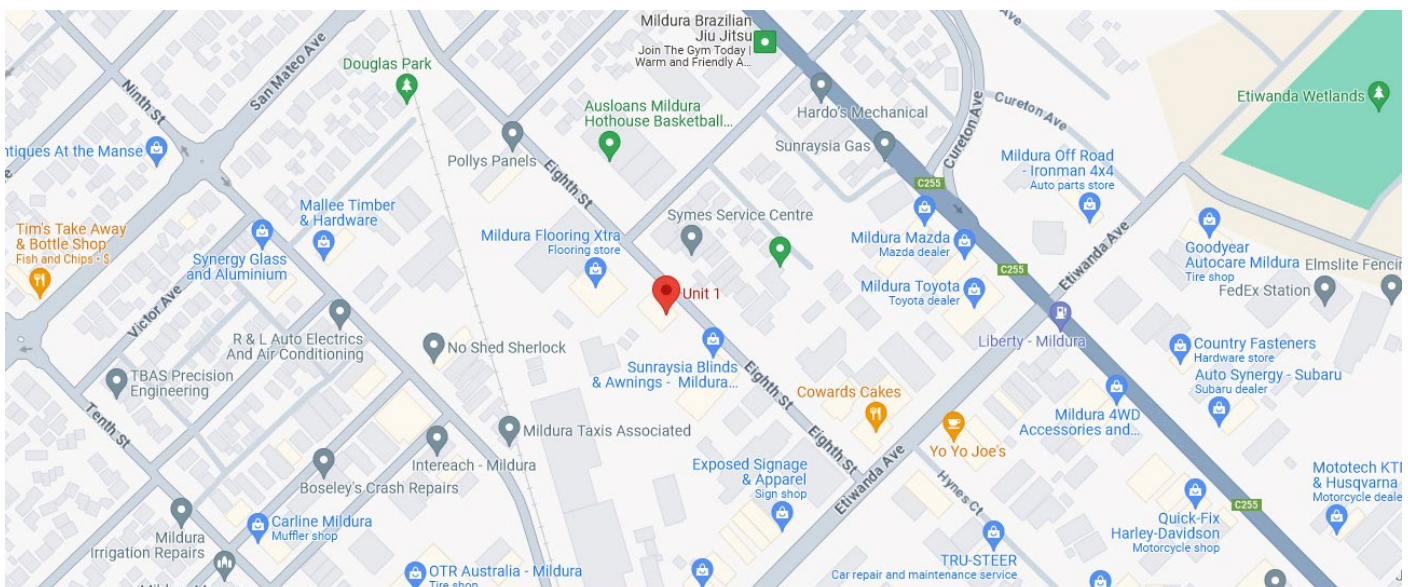 Mildura Brazilian
Jiu Jitsu
Join The Gym Today |
Warm and Friendly A...
San Mateo Ave
Ninth St
Douglas Park
Ausloans Mildura
Hothouse Basketball...
Hardo's Mechanical
Cureton Ave
Cureton Ave
Etiwanda Wetlands
ntiques At the Manse
Pollys Panels
Eighth St
Sunraysia Gas
Mildura Off Road
- Ironman 4x4
Auto parts store
C255
Mallee Timber
& Hardware
Symes Service Centre
Tim's Take Away
& Bottle Shop
Fish and Chips · $
Synergy Glass
and Aluminium
Mildura Flooring Xtra
Flooring store
Mildura Mazda
Mazda dealer
Etiwanda Ave
Goodyear
Autocare Mildura
Tire shop
Elmslite Fencin
C255
FedEx Station
Victor Ave
Unit 1
Mildura Toyota
Toyota dealer
R & L Auto Electrics
And Air Conditioning
No Shed Sherlock
Liberty - Mildura
Country Fasteners
Hardware store
Sunraysia Blinds
& Awnings - Mildura...
Eighth St
TBAS Precision
Engineering
Auto Synergy - Subaru
Subaru dealer
Cowards Cakes
Tenth St
Mildura 4WD
Accessories and...
Mildura Taxis Associated
Yo Yo Joe's
Eighth St
Intereach - Mildura
Exposed Signage
& Apparel
Sign shop
Etiwanda Ave
Hynes Ct
Boseley's Crash Repairs
Mototech KTM
& Husqvarna
Motorcycle deale
C255
Carline Mildura
Muffler shop
Mildura
Irrigation Repairs
Quick-Fix
Harley-Davidson
Motorcycle shop
TRU-STEER
Car repair and maintenance service
OTR Australia - Mildura
Tire shop